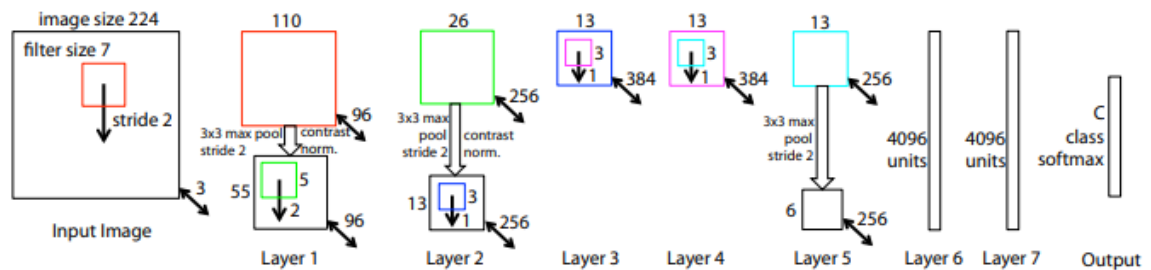 image size 224
filter size 7
stride 2
3
Input Image
110
96
3x3 max pool
stride 2
contrast
norm.
55
5
2
96
Layer 1
26
256
3x3 max
pool
stride 2
contrast
norm.
13
3
1
256
Layer 2
13
3
1
384
Layer 3
13
3
1
384
Layer 4
13
256
3x3 max
pool
stride 2
6
256
Layer 5
4096
units
Layer 6
4096
units
Layer 7
C
class
softmax
Output